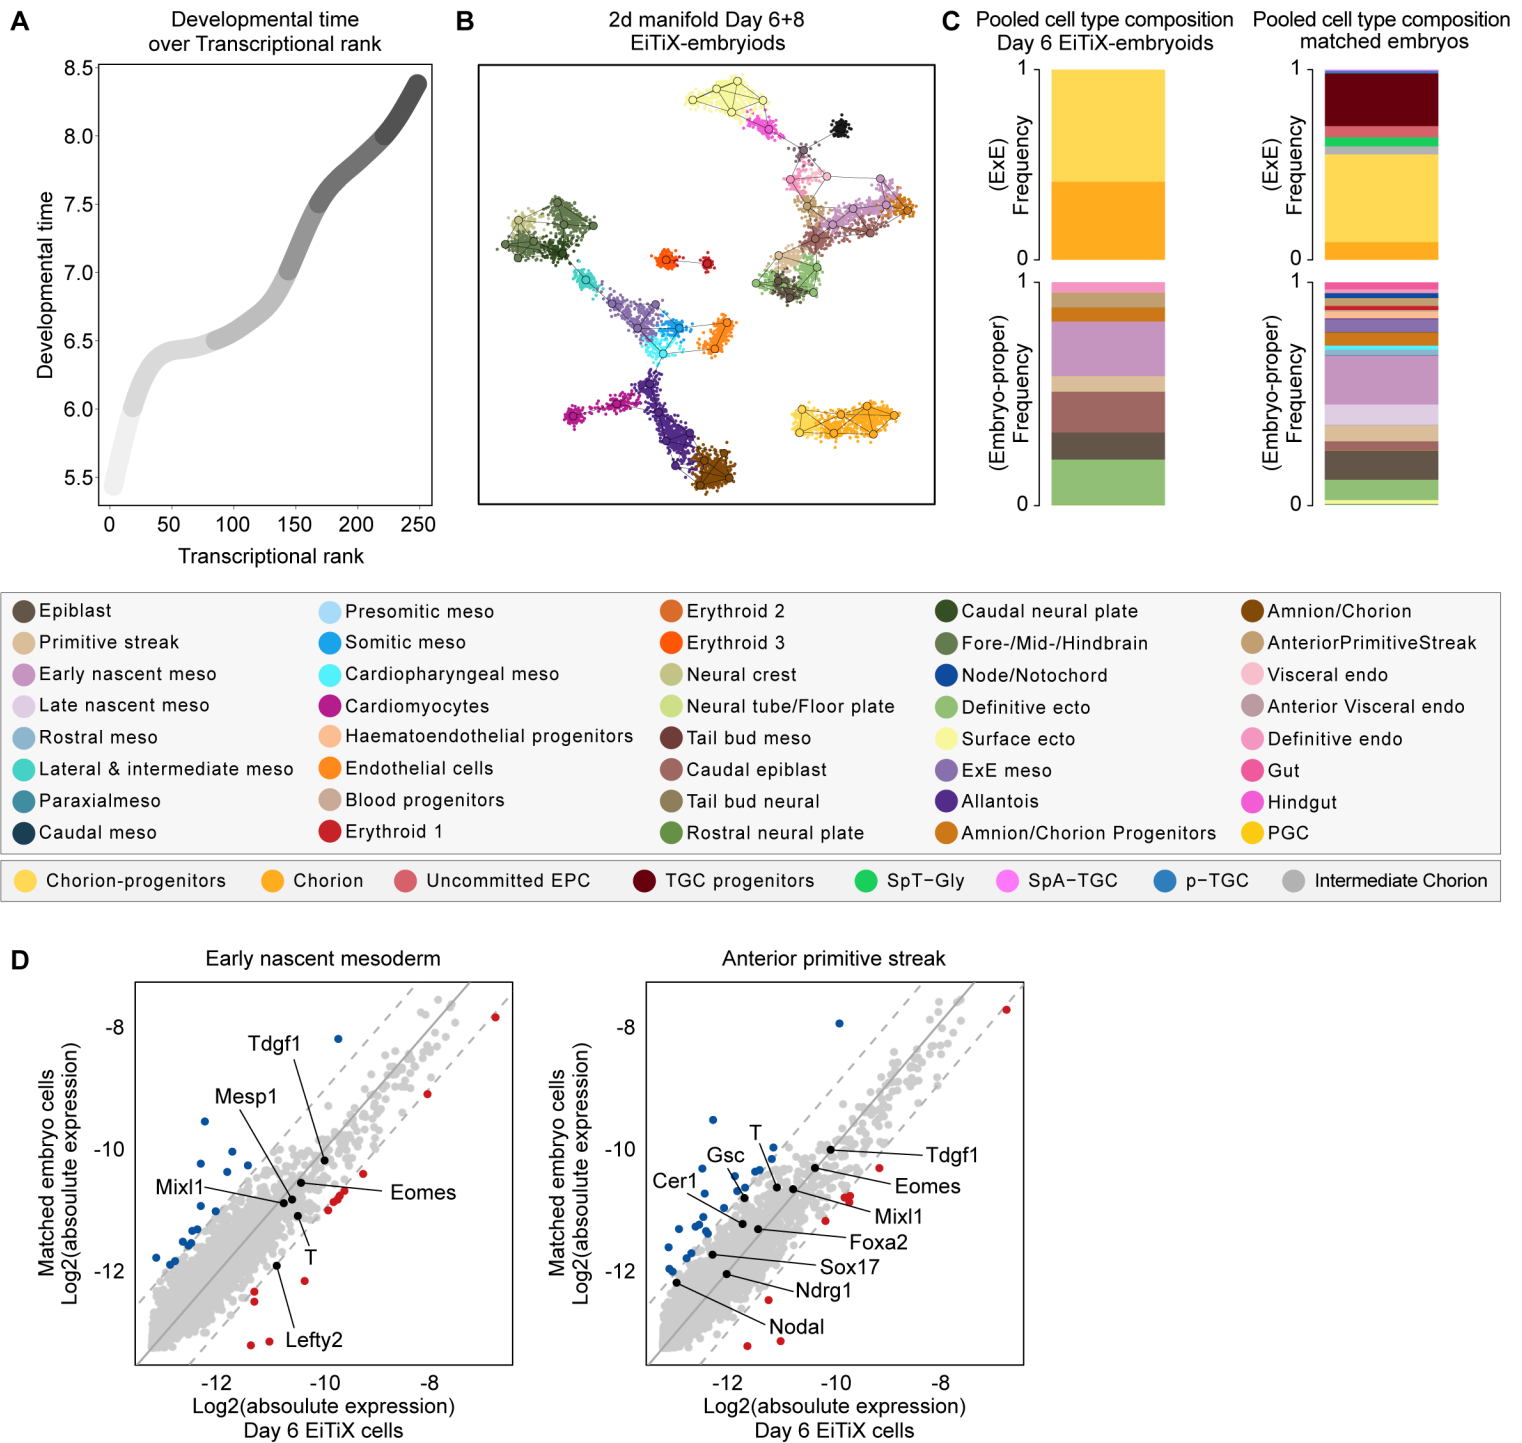 A
Developmental time
over Transcriptional rank
8.5
8.0
7.5
7.0
6.5
6.0
5.5
Developmental time
0
50
100
150
200
250
Transcriptional rank
B
2d manifold Day 6+8
EiTiX-embryiods
C
Pooled cell type composition
Day 6 EiTiX-embryoids
Pooled cell type composition
matched embryos
1
(ExE)
Frequency
0
1
(ExE)
Frequency
0
1
(Embryo-proper)
Frequency
0
1
(Embryo-proper)
Frequency
0
Epiblast
Primitive streak
Early nascent meso
Late nascent meso
Rostral meso
Lateral & intermediate meso
Paraxialmeso
Caudal meso
Presomitic meso
Somitic meso
Cardiopharyngeal meso
Cardiomyocytes
Haematoendothelial progenitors
Endothelial cells
Blood progenitors
Erythroid 1
Erythroid 2
Erythroid 3
Neural crest
Neural tube/Floor plate
Tail bud meso
Caudal epiblast
Tail bud neural
Rostral neural plate
Caudal neural plate
Fore-/Mid-/Hindbrain
Node/Notochord
Definitive ecto
Surface ecto
ExE meso
Allantois
Amnion/Chorion Progenitors
Amnion/Chorion
AnteriorPrimitiveStreak
Visceral endo
Anterior Visceral endo
Definitive endo
Gut
Hindgut
PGC
Chorion-progenitors
Chorion
Uncommitted EPC
TGC progenitors
SpT−Gly
SpA−TGC
p−TGC
Intermediate Chorion
D
Early nascent mesoderm
Matched embryo cells
Log2(absoulute expression)
-8
-10
-12
Tdgf1
Mesp1
Mixl1
Eomes
T
Lefty2
-12
-10
-8
Log2(absoulute expression)
Day 6 EiTiX cells
Anterior primitive streak
Matched embryo cells
Log2(absoulute expression)
-8
-10
-12
T
Gsc
Cer1
Tdgf1
Eomes
Mixl1
Foxa2
Sox17
Ndrg1
Nodal
-12
-10
-8
Log2(absoulute expression)
Day 6 EiTiX cells